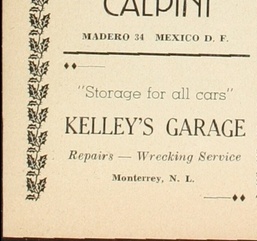 CALPINI
MADERO 34 MEXICO D. F.
"Storage for all cars"
KELLEY'S GARAGE
Repairs — Wrecking Service
Monterrey, N. L.